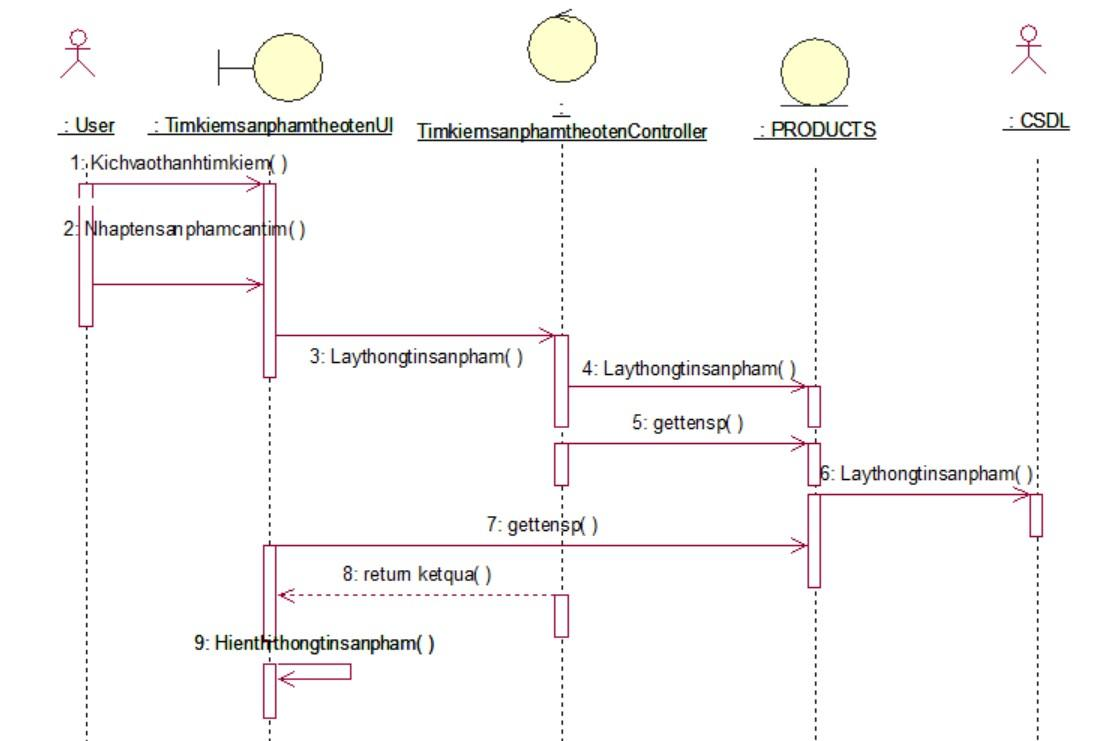 : User
: TimkiemsanphamtheotenUI
:
TimkiemsanphamtheotenController
: PRODUCTS
: CSDL
1: Kichvaothanhtimkiem( )
2: Nhaptensanphamcantim( )
3: Laythongtinsanpham( )
4: Laythongtinsanpham( )
5: gettensp( )
6: Laythongtinsanpham( )
7: gettensp( )
8: return ketqua( )
9: Hienthithongtinsanpham( )